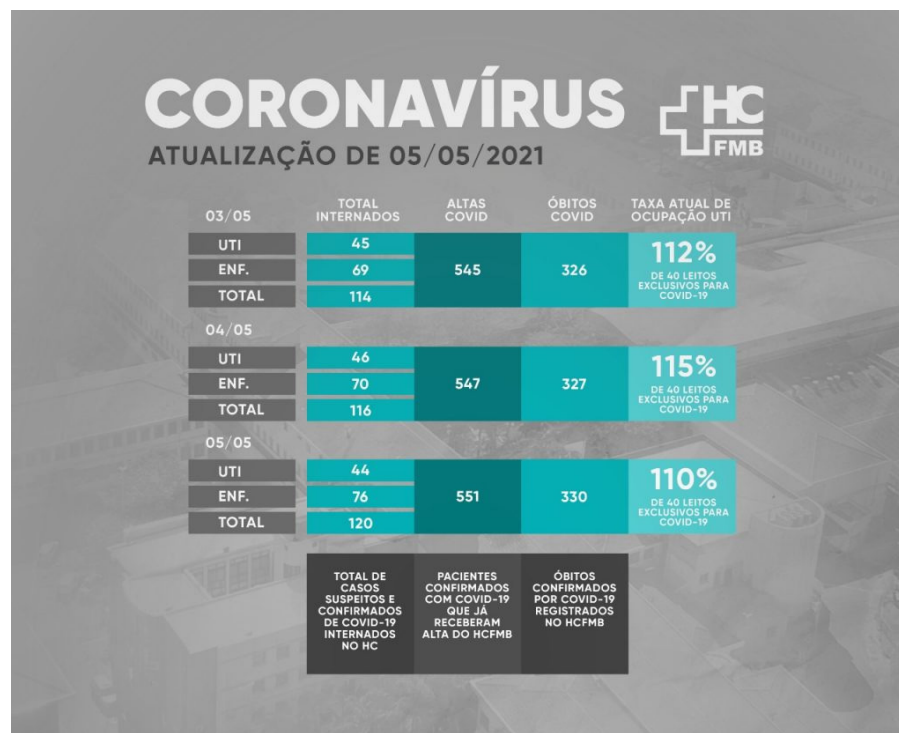 CORONAVÍRUS
HC
FMB
ATUALIZAÇÃO DE 05/05/2021
03/05
TOTAL
INTERNADOS
ALTAS
COVID
ÓBITOS
COVID
TAXA ATUAL DE
OCUPAÇÃO UTI
UTI
45
ENF.
69
TOTAL
114
545
326
112%
DE 40 LEITOS
EXCLUSIVOS PARA
COVID-19
04/05
UTI
46
ENF.
70
TOTAL
116
547
327
115%
DE 40 LEITOS
EXCLUSIVOS PARA
COVID-19
05/05
UTI
44
ENF.
76
TOTAL
120
551
330
110%
DE 40 LEITOS
EXCLUSIVOS PARA
COVID-19
TOTAL DE
CASOS
SUSPEITOS E
CONFIRMADOS
DE COVID-19
INTERNADOS
NO HC
PACIENTES
CONFIRMADOS
COM COVID-19
QUE JÁ
RECEBERAM
ALTA DO HCFMB
ÓBITOS
CONFIRMADOS
POR COVID-19
REGISTRADOS
NO HCFMB